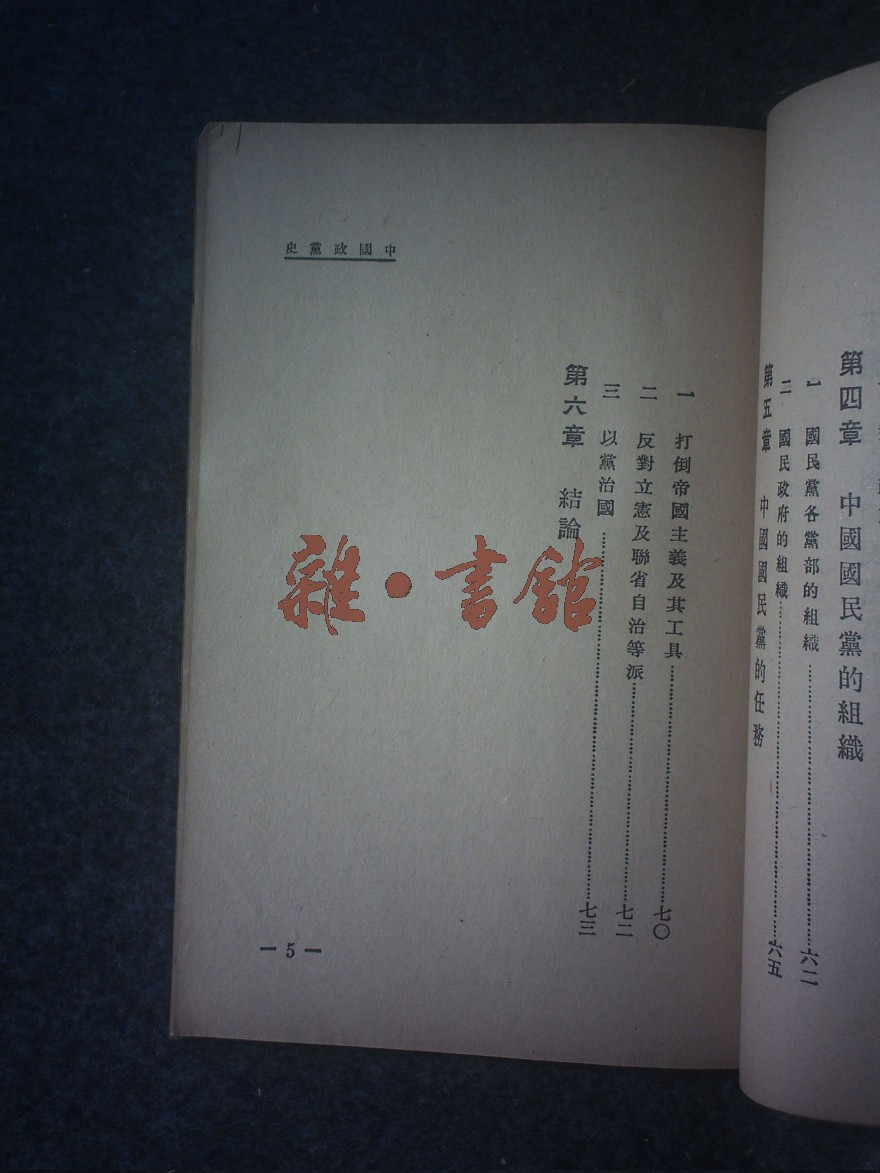 第四章 中國國民黨的組織
一 國民黨各黨部的組織……六二
二 國民政府的組織……六五
第五章 中國國民黨的任務
中國政黨史
一 打倒帝國主義及其工具……七〇
二 反對立憲及聯省自治等派……七二
三 以黨治國……七三
第六章 結論
— 5 —
雜·書館